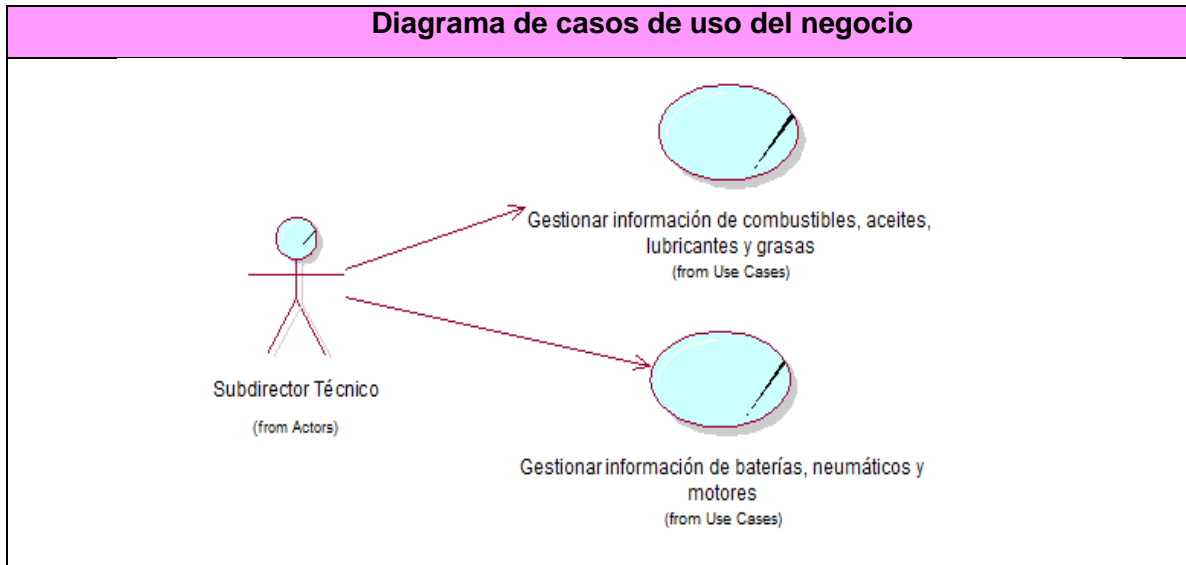 Diagrama de casos de uso del negocio
Gestionar información de combustibles, aceites,
lubricantes y grasas
(from Use Cases)
Subdirector Técnico
(from Actors)
Gestionar información de baterías, neumáticos y
motores
(from Use Cases)